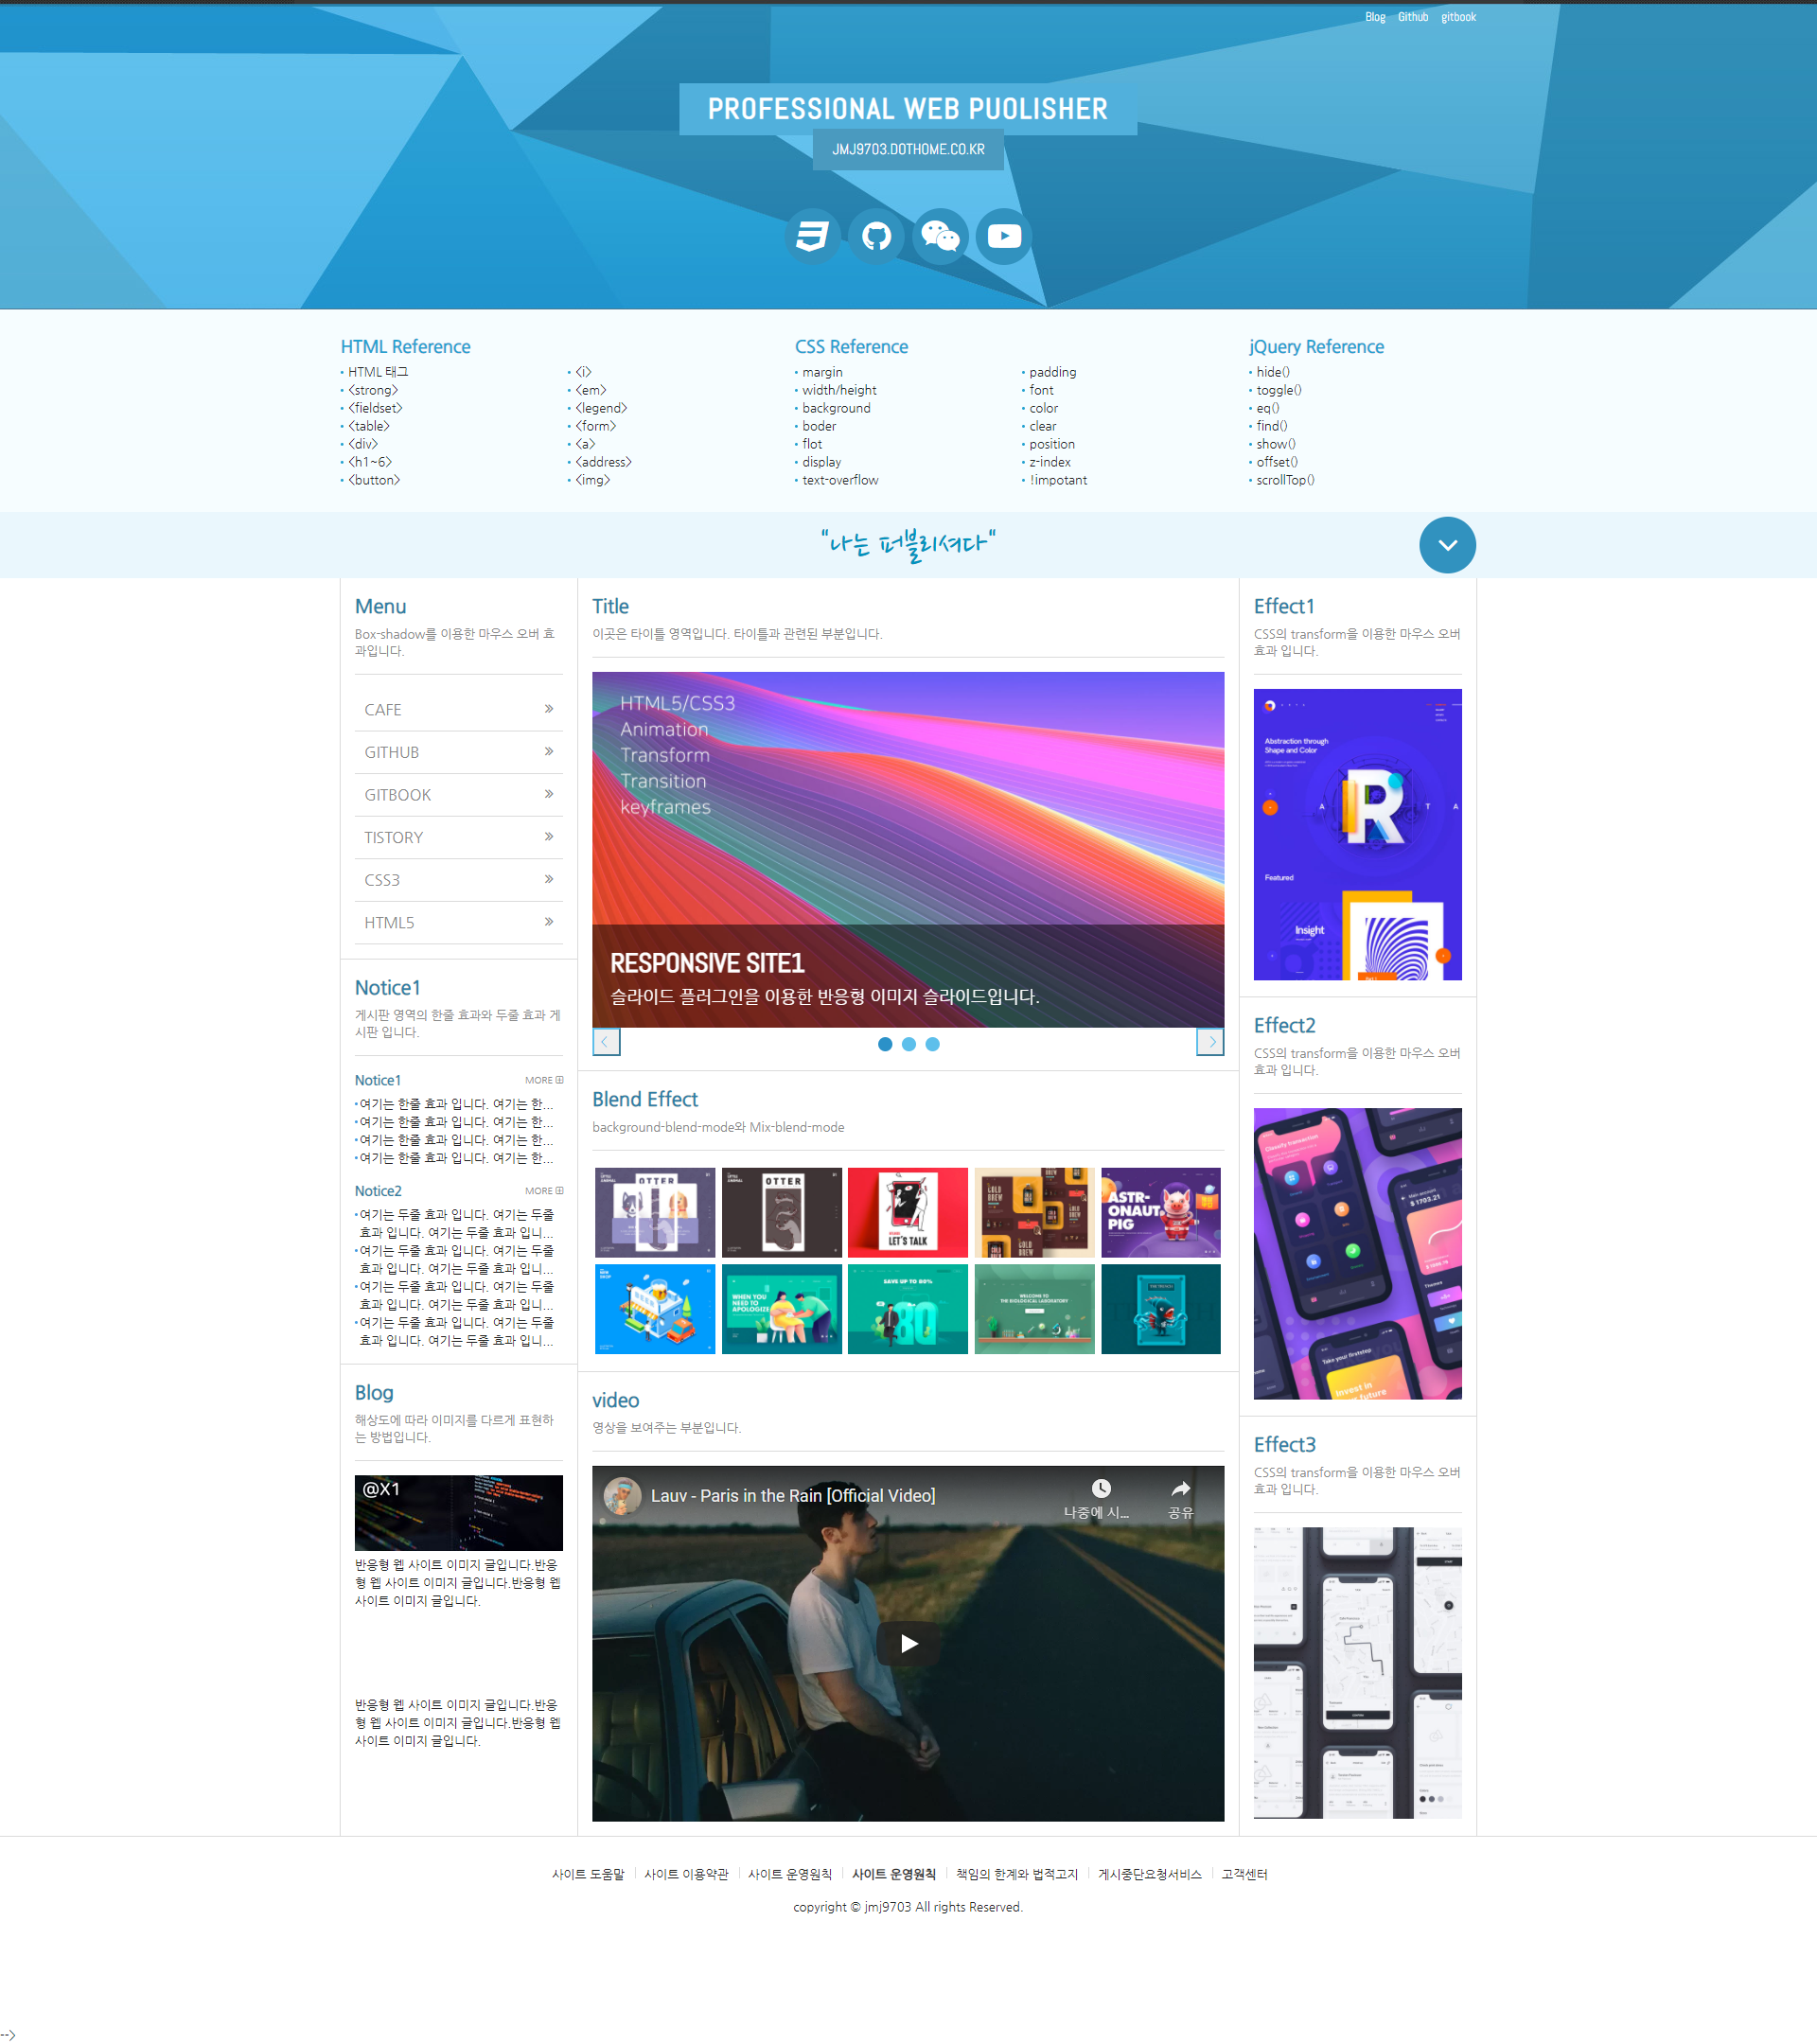 Blog Github gitbook
PROFESSIONAL WEB PUOLISHER
JMJ9703.DOTHOME.CO.KR
HTML Reference
HTML 태그
<strong>
<fieldset>
<table>
<div>
<h1~6>
<button>
<i>
<em>
<legend>
<form>
<a>
<address>
<img>
CSS Reference
margin
width/height
background
boder
flot
display
text-overflow
padding
font
color
clear
position
z-index
!impotant
jQuery Reference
hide()
toggle()
eq()
find()
show()
offset()
scrollTop()
"나는 퍼블리셔다"
Menu
Box-shadow를 이용한 마우스 오버 효
과입니다.
CAFE
GITHUB
GITBOOK
TISTORY
CSS3
HTML5
Notice1
게시판 영역의 한줄 효과와 두줄 효과 게
시판 입니다.
Notice1 MORE
여기는 한줄 효과 입니다. 여기는 한...
여기는 한줄 효과 입니다. 여기는 한...
여기는 한줄 효과 입니다. 여기는 한...
여기는 한줄 효과 입니다. 여기는 한...
Notice2 MORE
여기는 두줄 효과 입니다. 여기는 두줄
효과 입니다. 여기는 두줄 효과 입니...
여기는 두줄 효과 입니다. 여기는 두줄
효과 입니다. 여기는 두줄 효과 입니...
여기는 두줄 효과 입니다. 여기는 두줄
효과 입니다. 여기는 두줄 효과 입니...
여기는 두줄 효과 입니다. 여기는 두줄
효과 입니다. 여기는 두줄 효과 입니...
Blog
해상도에 따라 이미지를 다르게 표현하
는 방법입니다.
@X1
반응형 웹 사이트 이미지 글입니다.반응
형 웹 사이트 이미지 글입니다.반응형 웹
사이트 이미지 글입니다.
반응형 웹 사이트 이미지 글입니다.반응
형 웹 사이트 이미지 글입니다.반응형 웹
사이트 이미지 글입니다.
Title
이곳은 타이틀 영역입니다. 타이틀과 관련된 부분입니다.
HTML5/CSS3
Animation
Transform
Transition
keyframes
RESPONSIVE SITE1
슬라이드 플러그인을 이용한 반응형 이미지 슬라이드입니다.
Blend Effect
background-blend-mode와 Mix-blend-mode
OTTER
OTTER
LET'S TALK
COLD
BREW
ASTR-
ONAUT
PIG
WHEN YOU
NEED TO
APOLOGIZE
SAVE UP TO 80%
80
WELCOME TO
THE BIOLOGICAL LABORATORY
video
영상을 보여주는 부분입니다.
Lauv - Paris in the Rain [Official Video]
나중에 시...
공유
Effect1
CSS의 transform을 이용한 마우스 오버
효과 입니다.
Abstraction through
Shape and Color
R
A T A
Featured
Insight
Effect2
CSS의 transform을 이용한 마우스 오버
효과 입니다.
Classify transaction
Main account
$ 1703.21
Take your firststep
Invest in
your future
Effect3
CSS의 transform을 이용한 마우스 오버
효과 입니다.
사이트 도움말 사이트 이용약관 사이트 운영원칙 사이트 운영원칙 책임의 한계와 법적고지 게시중단요청서비스 고객센터
copyright © jmj9703 All rights Reserved.
-->